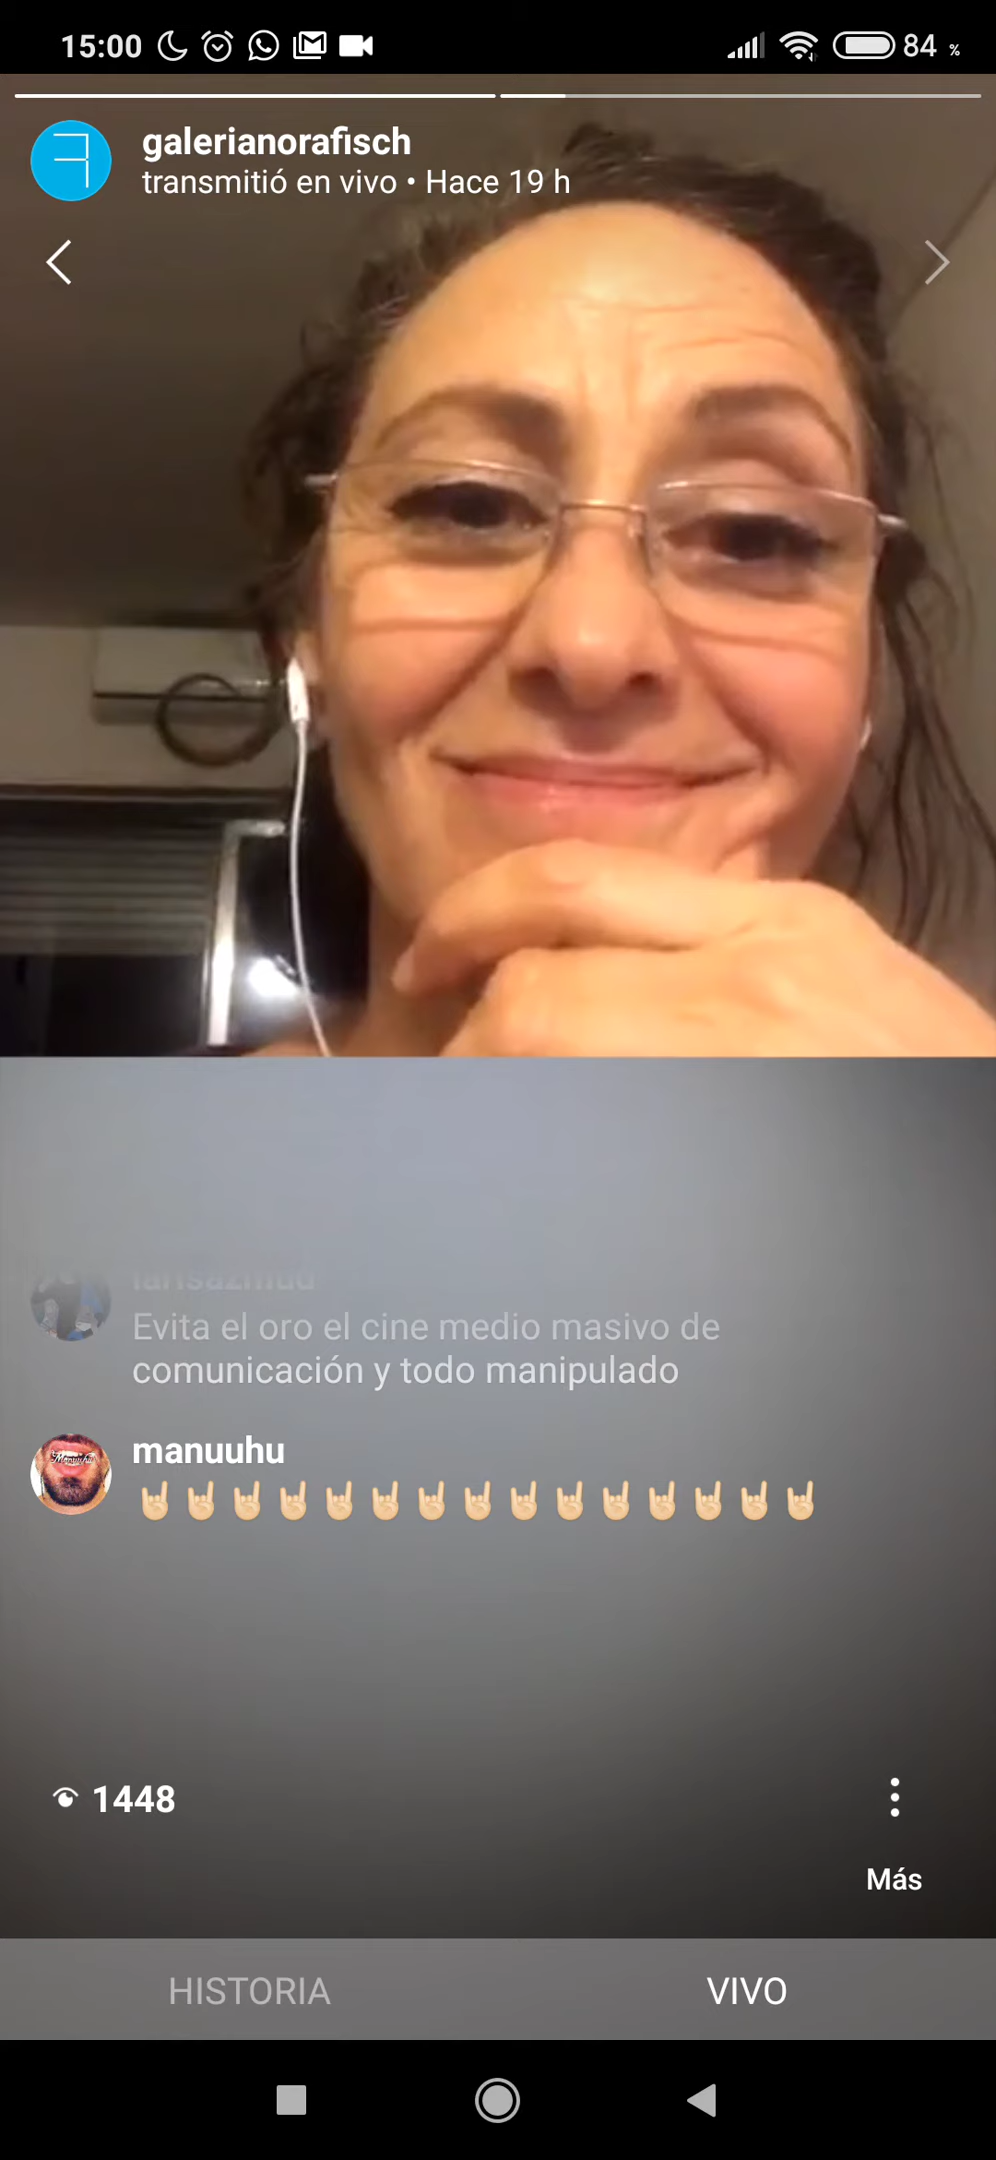 15:00 84 %
galerianorafisch
transmitió en vivo • Hace 19 h
larisazmud
Evita el oro el cine medio masivo de
comunicación y todo manipulado
manuuhu
🤘🏼🤘🏼🤘🏼🤘🏼🤘🏼🤘🏼🤘🏼🤘🏼🤘🏼🤘🏼🤘🏼🤘🏼🤘🏼🤘🏼🤘🏼
1448
Más
HISTORIA VIVO